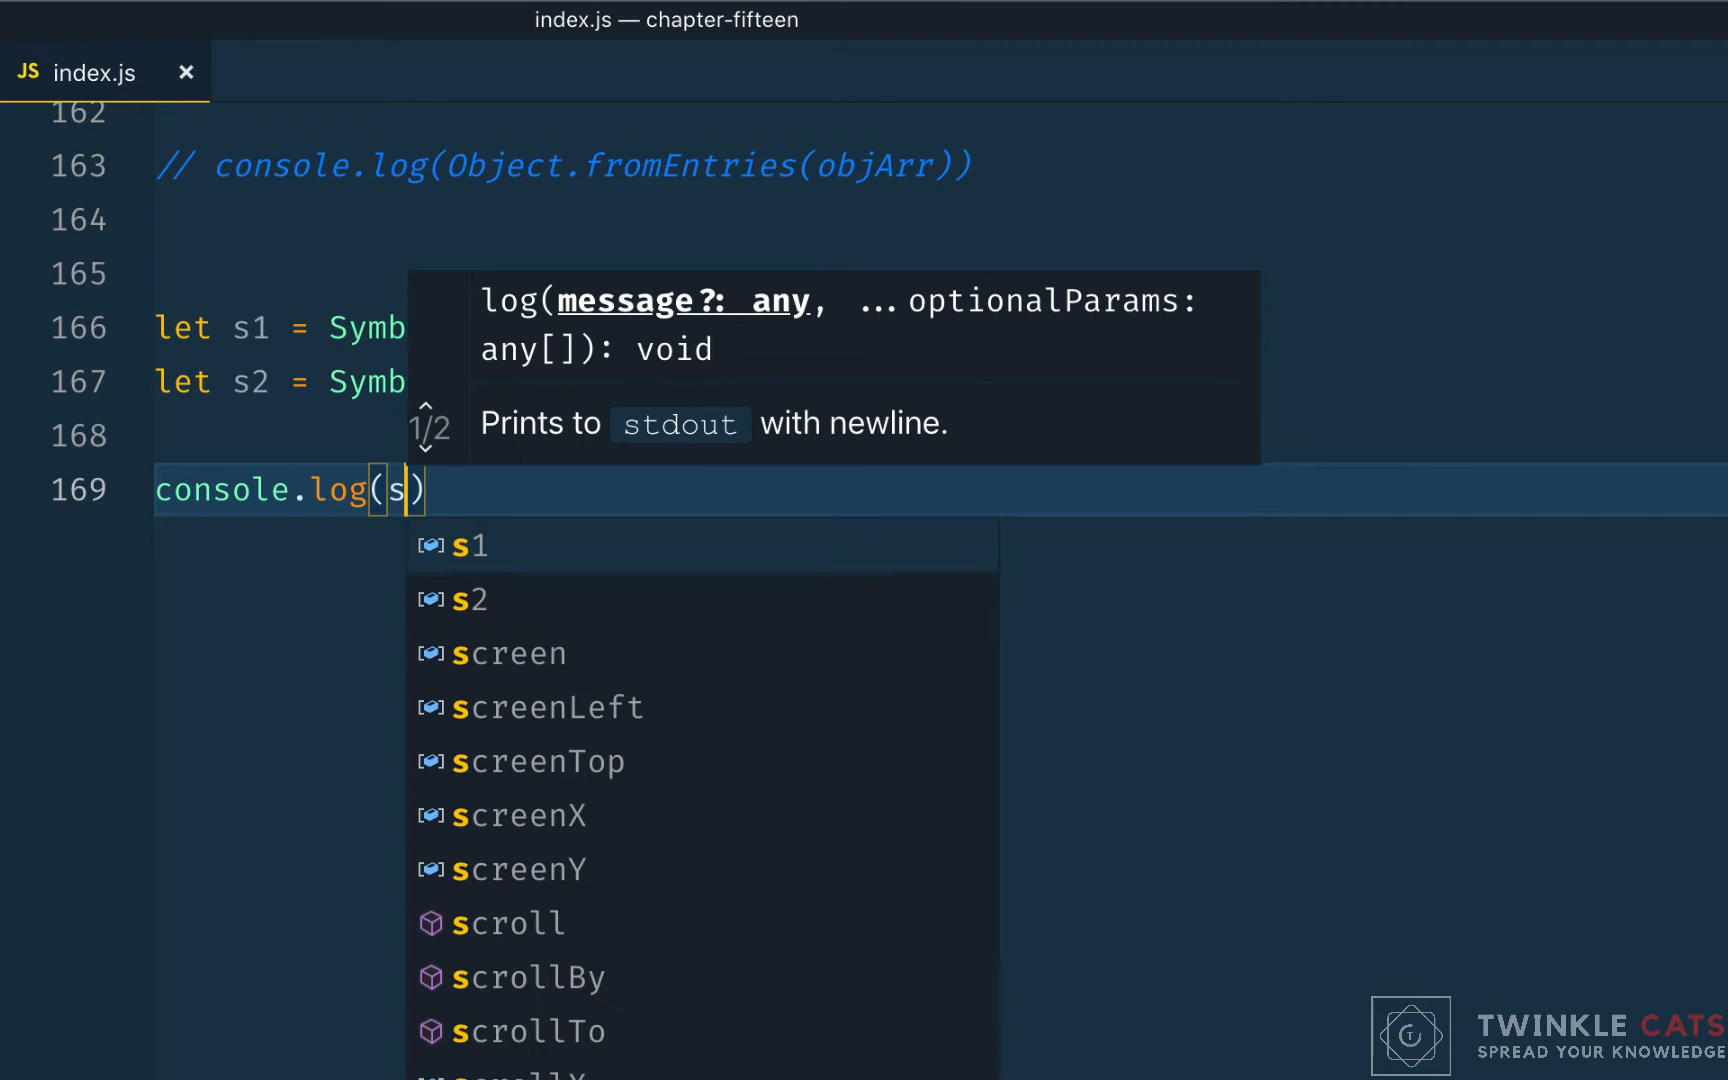 index.js — chapter-fifteen
JS index.js ×
162
163 // console.log(Object.fromEntries(objArr))
164
165
log(message?: any, ...optionalParams:
any[]): void
166 let s1 = Symb
167 let s2 = Symb
1/2
Prints to stdout with newline.
168
169 console.log(s)
s1
s2
screen
screenLeft
screenTop
screenX
screenY
scroll
scrollBy
scrollTo
TWINKLE CATS
SPREAD YOUR KNOWLEDGE